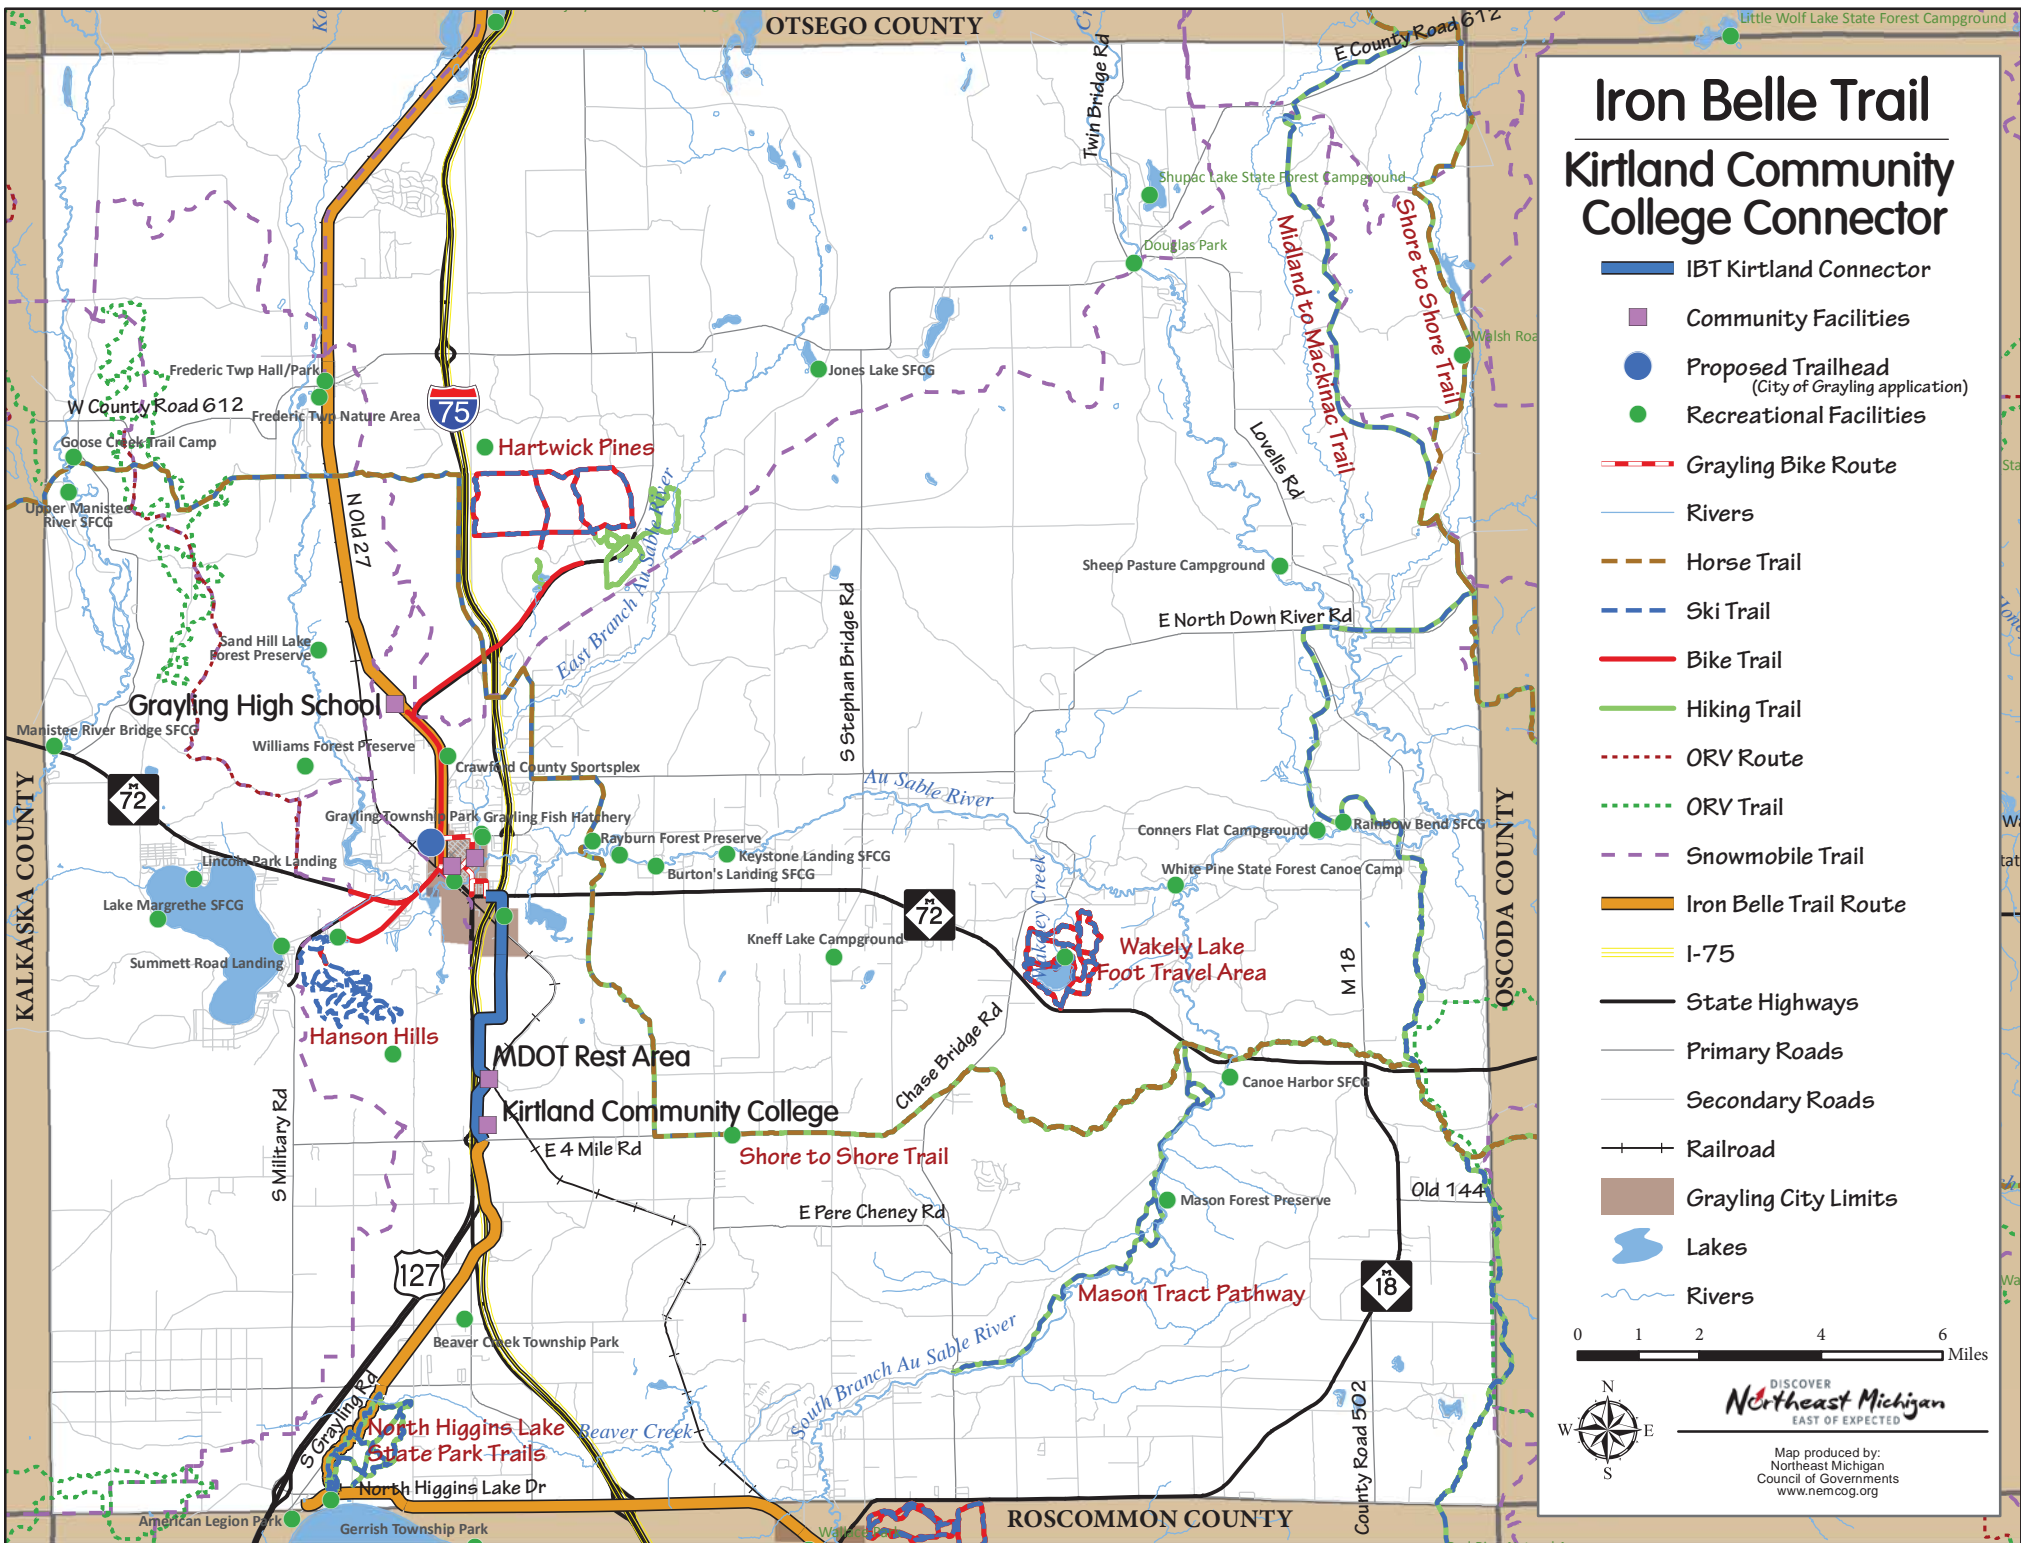 OTSEGO COUNTY
E County Road 612
Little Wolf Lake State Forest Campground
Twin Bridge Rd
Shupac Lake State Forest Campground
Douglas Park
Midland to Mackinac Trail
Shore to Shore Trail
Walsh Roa
Frederic Twp Hall/Park
Jones Lake SFCG
W County Road 612
Frederic Twp Nature Area
75
Goose Creek Trail Camp
Hartwick Pines
Lovells Rd
Upper Manistee
River SFCG
N Old 27
East Branch Au Sable River
Sheep Pasture Campground
E North Down River Rd
Sand Hill Lake
Forest Preserve
S Stephan Bridge Rd
Grayling High School
Manistee River Bridge SFCG
Williams Forest Preserve
Crawford County Sportsplex
M
72
Au Sable River
KALKASKA COUNTY
OSCODA COUNTY
Grayling Township Park
Grayling Fish Hatchery
Rayburn Forest Preserve
Conners Flat Campground
Rainbow Bend SFCG
Lincoln Park Landing
Keystone Landing SFCG
Burton's Landing SFCG
White Pine State Forest Canoe Camp
Lake Margrethe SFCG
M
72
Wakeley Creek
Kneff Lake Campground
Wakely Lake
Foot Travel Area
M 18
Summett Road Landing
Hanson Hills
MDOT Rest Area
Chase Bridge Rd
Canoe Harbor SFCG
Kirtland Community College
S Military Rd
E 4 Mile Rd
Shore to Shore Trail
Old 144
Mason Forest Preserve
E Pere Cheney Rd
127
M
18
Mason Tract Pathway
Beaver Creek Township Park
South Branch Au Sable River
S Grayling Rd
North Higgins Lake
State Park Trails
Beaver Creek
County Road 502
North Higgins Lake Dr
American Legion Park
Gerrish Township Park
ROSCOMMON COUNTY
Iron Belle Trail
Kirtland Community
College Connector
IBT Kirtland Connector
Community Facilities
Proposed Trailhead
(City of Grayling application)
Recreational Facilities
Grayling Bike Route
Rivers
Horse Trail
Ski Trail
Bike Trail
Hiking Trail
ORV Route
ORV Trail
Snowmobile Trail
Iron Belle Trail Route
I-75
State Highways
Primary Roads
Secondary Roads
Railroad
Grayling City Limits
Lakes
Rivers
0 1 2 4 6
Miles
N
W E
S
DISCOVER
Northeast Michigan
EAST OF EXPECTED
Map produced by:
Northeast Michigan
Council of Governments
www.nemcog.org